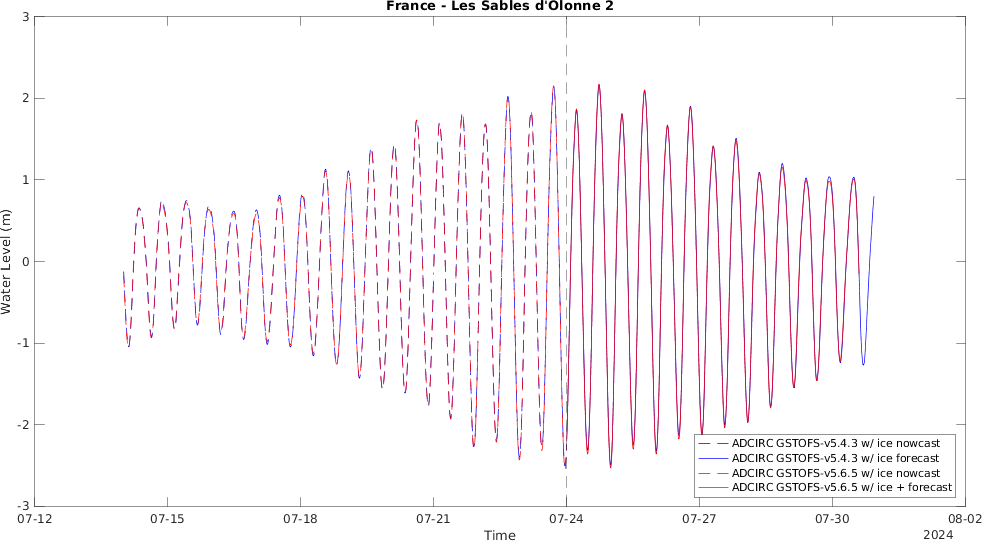 France - Les Sables d'Olonne 2
3
2
1
0
-1
-2
-3
Water Level (m)
ADCIRC GSTOFS-v5.4.3 w/ ice nowcast
ADCIRC GSTOFS-v5.4.3 w/ ice forecast
ADCIRC GSTOFS-v5.6.5 w/ ice nowcast
ADCIRC GSTOFS-v5.6.5 w/ ice + forecast
07-12 07-15 07-18 07-21 07-24 07-27 07-30 08-02
Time
2024